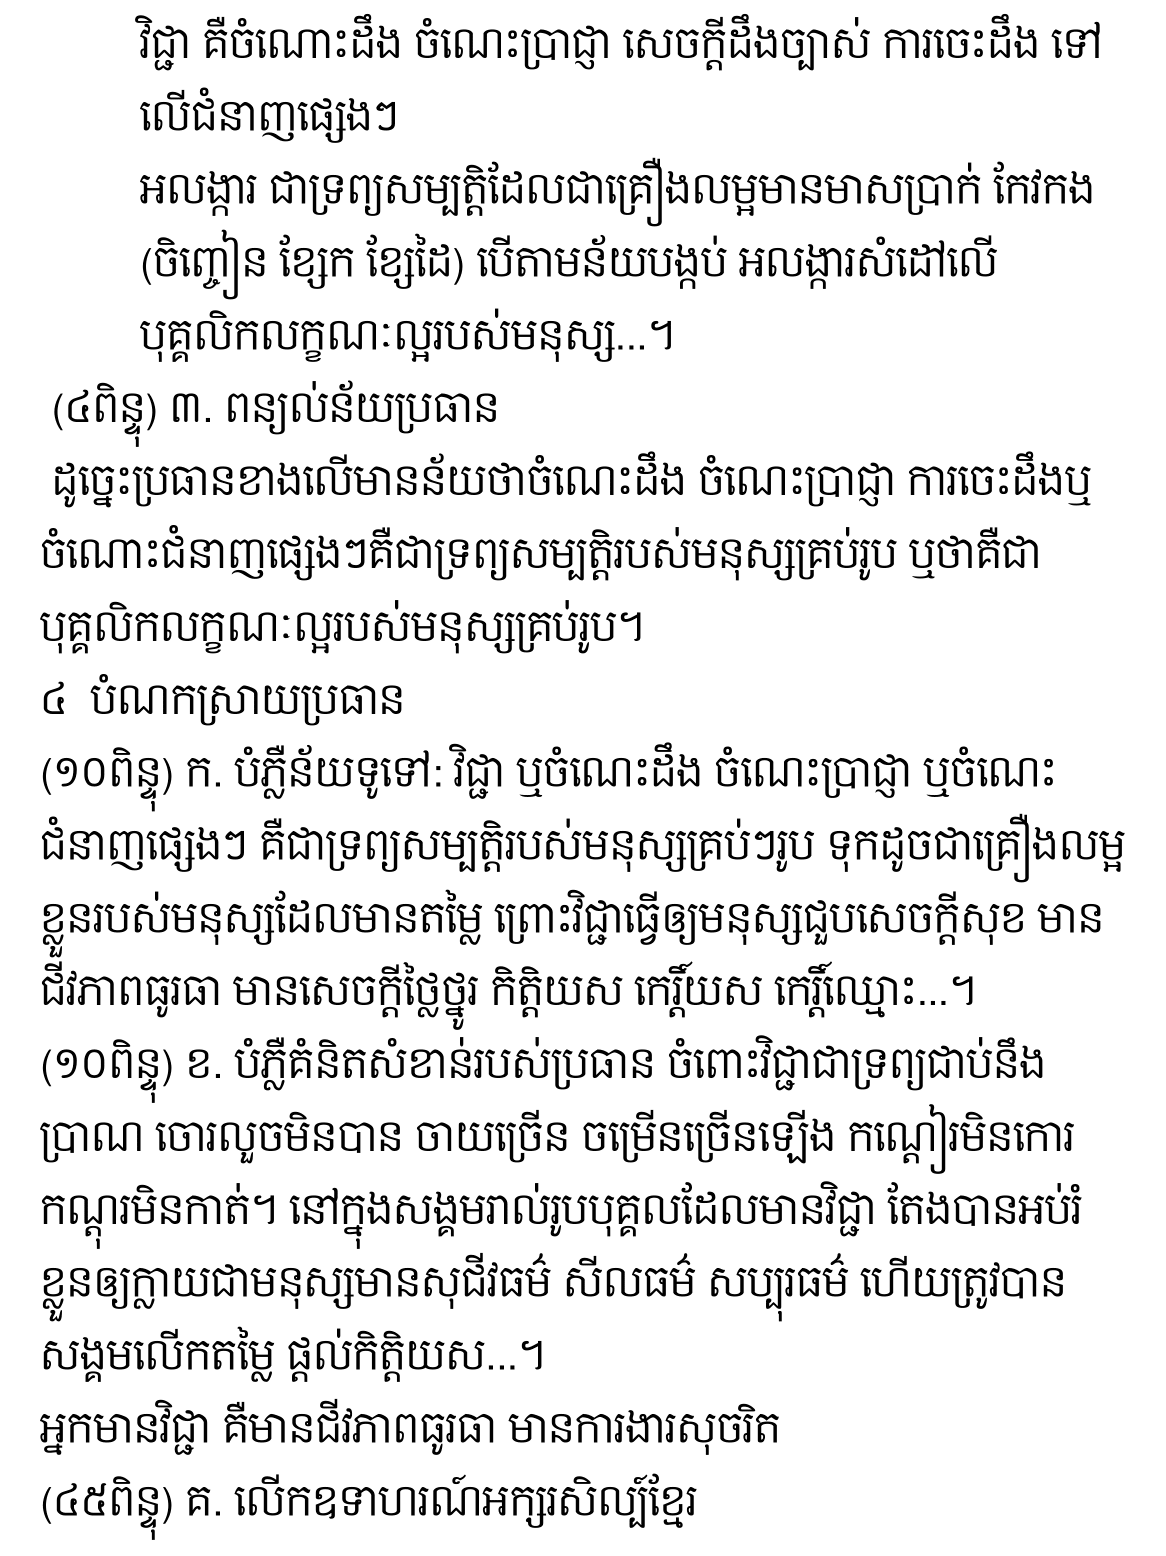 វិជ្ជា គឺចំណោះដឹង ចំណេះប្រាជ្ញា សេចក្តីដឹងច្បាស់ ការចេះដឹង ទៅ
លើជំនាញផ្សេងៗ
អលង្ការ ជាទ្រព្យសម្បត្តិដែលជាគ្រឿងលម្អមានមាសប្រាក់ កែវកង
(ចិញ្ចៀន ខ្សែក ខ្សែដៃ) បើតាមន័យបង្កប់ អលង្ការសំដៅលើ
បុគ្គលិកលក្ខណៈល្អរបស់មនុស្ស...។
(៤ពិន្ទុ) ៣. ពន្យល់ន័យប្រធាន
ដូច្នេះប្រធានខាងលើមានន័យថាចំណេះដឹង ចំណេះប្រាជ្ញា ការចេះដឹងឬ
ចំណោះជំនាញផ្សេងៗគឺជាទ្រព្យសម្បត្តិរបស់មនុស្សគ្រប់រូប ឬថាគឺជា
បុគ្គលិកលក្ខណៈល្អរបស់មនុស្សគ្រប់រូប។
៤ បំណកស្រាយប្រធាន
(១០ពិន្ទុ) ក. បំភ្លឺន័យទូទៅ: វិជ្ជា ឬចំណេះដឹង ចំណេះប្រាជ្ញា ឬចំណេះ
ជំនាញផ្សេងៗ គឺជាទ្រព្យសម្បត្តិរបស់មនុស្សគ្រប់ៗរូប ទុកដូចជាគ្រឿងលម្អ
ខ្លួនរបស់មនុស្សដែលមានតម្លៃ ព្រោះវិជ្ជាធ្វើឲ្យមនុស្សជួបសេចក្តីសុខ មាន
ជីវភាពធូរធា មានសេចក្តីថ្លៃថ្នូរ កិត្តិយស កេរ្តិ៍យស កេរ្តិ៍ឈ្មោះ...។
(១០ពិន្ទុ) ខ. បំភ្លឺគំនិតសំខាន់របស់ប្រធាន ចំពោះវិជ្ជាជាទ្រព្យជាប់នឹង
ប្រាណ ចោរលួចមិនបាន ចាយច្រើន ចម្រើនច្រើនឡើង កណ្តៀរមិនកោរ
កណ្តុរមិនកាត់។ នៅក្នុងសង្គមរាល់រូបបុគ្គលដែលមានវិជ្ជា តែងបានអប់រំ
ខ្លួនឲ្យក្លាយជាមនុស្សមានសុជីវធម៌ សីលធម៌ សប្បុរធម៌ ហើយត្រូវបាន
សង្គមលើកតម្លៃ ផ្តល់កិត្តិយស...។
អ្នកមានវិជ្ជា គឺមានជីវភាពធូរធា មានការងារសុចរិត
(៤៥ពិន្ទុ) គ. លើកឧទាហរណ៍អក្សរសិល្ប៍ខ្មែរ